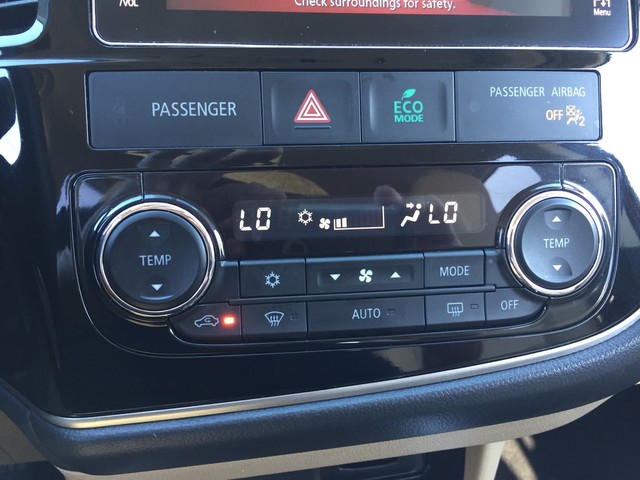 /VOL
Check surroundings for safety.
Menu
PASSENGER
ECO
MODE
PASSENGER AIRBAG
OFF 2
LO
LO
TEMP
TEMP
MODE
AUTO
OFF